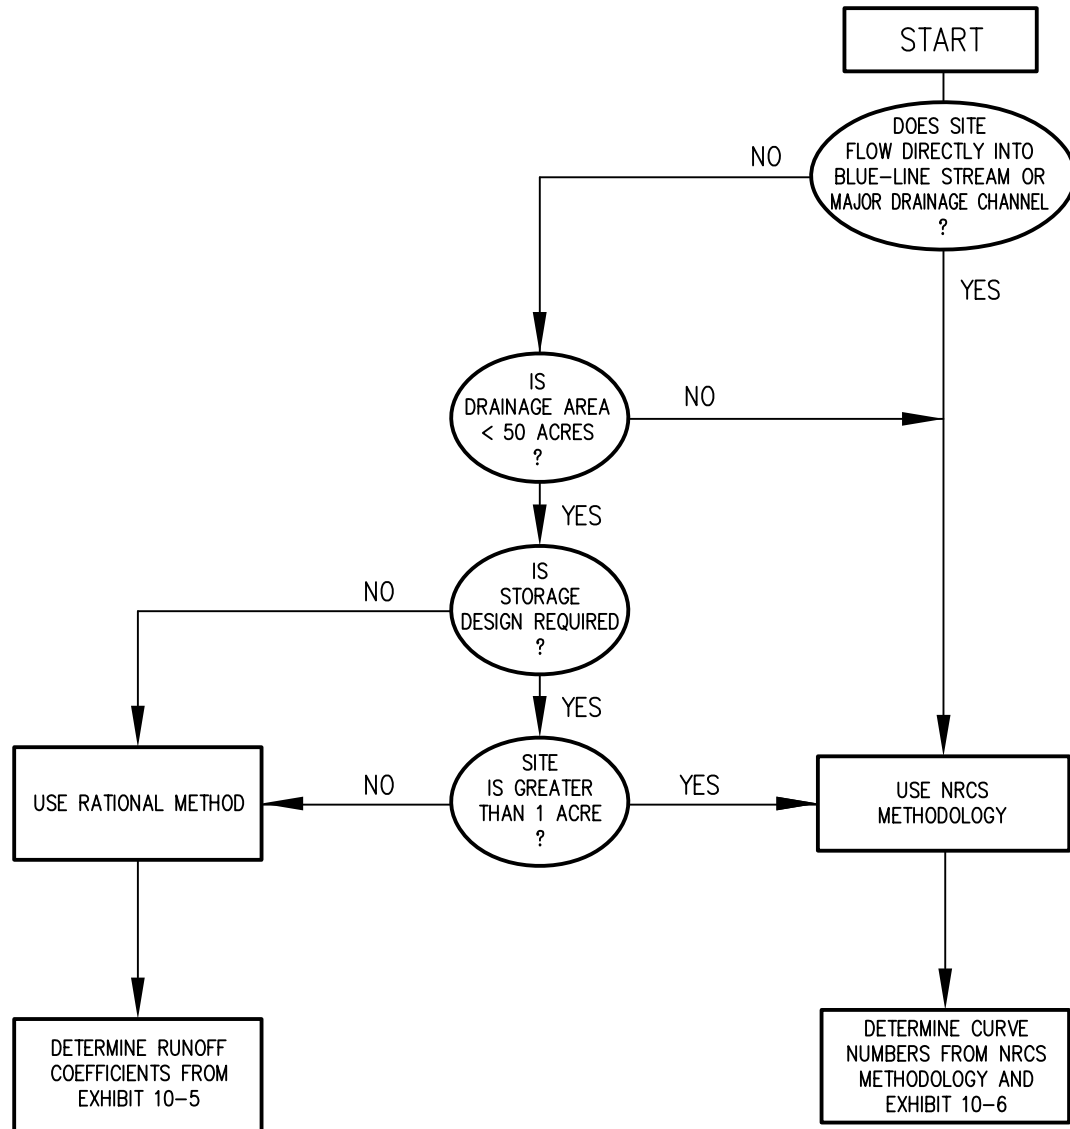 START
DOES SITE
FLOW DIRECTLY INTO
BLUE-LINE STREAM OR
MAJOR DRAINAGE CHANNEL
?
NO
YES
IS
DRAINAGE AREA
< 50 ACRES
?
NO
YES
IS
STORAGE
DESIGN REQUIRED
?
NO
YES
SITE
IS GREATER
THAN 1 ACRE
?
NO
YES
USE RATIONAL METHOD
USE NRCS
METHODOLOGY
DETERMINE RUNOFF
COEFFICIENTS FROM
EXHIBIT 10-5
DETERMINE CURVE
NUMBERS FROM NRCS
METHODOLOGY AND
EXHIBIT 10-6